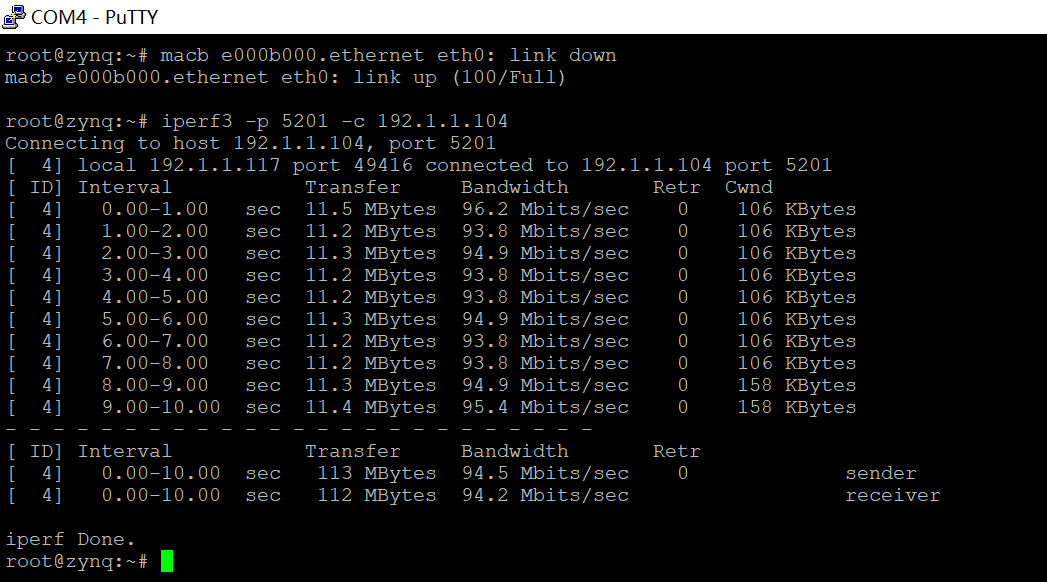 COM4 - PuTTY
root@zynq:~# macb e000b000.ethernet eth0: link down
macb e000b000.ethernet eth0: link up (100/Full)
root@zynq:~# iperf3 -p 5201 -c 192.1.1.104
Connecting to host 192.1.1.104, port 5201
[  4] local 192.1.1.117 port 49416 connected to 192.1.1.104 port 5201
[ ID] Interval           Transfer     Bandwidth       Retr  Cwnd
[  4]   0.00-1.00   sec  11.5 MBytes  96.2 Mbits/sec    0    106 KBytes
[  4]   1.00-2.00   sec  11.2 MBytes  93.8 Mbits/sec    0    106 KBytes
[  4]   2.00-3.00   sec  11.3 MBytes  94.9 Mbits/sec    0    106 KBytes
[  4]   3.00-4.00   sec  11.2 MBytes  93.8 Mbits/sec    0    106 KBytes
[  4]   4.00-5.00   sec  11.2 MBytes  93.8 Mbits/sec    0    106 KBytes
[  4]   5.00-6.00   sec  11.3 MBytes  94.9 Mbits/sec    0    106 KBytes
[  4]   6.00-7.00   sec  11.2 MBytes  93.8 Mbits/sec    0    106 KBytes
[  4]   7.00-8.00   sec  11.2 MBytes  93.8 Mbits/sec    0    106 KBytes
[  4]   8.00-9.00   sec  11.3 MBytes  94.9 Mbits/sec    0    158 KBytes
[  4]   9.00-10.00  sec  11.4 MBytes  95.4 Mbits/sec    0    158 KBytes
- - - - - - - - - - - - - - - - - - - - - - - - -
[ ID] Interval           Transfer     Bandwidth       Retr
[  4]   0.00-10.00  sec   113 MBytes  94.5 Mbits/sec    0             sender
[  4]   0.00-10.00  sec   112 MBytes  94.2 Mbits/sec                  receiver
iperf Done.
root@zynq:~#